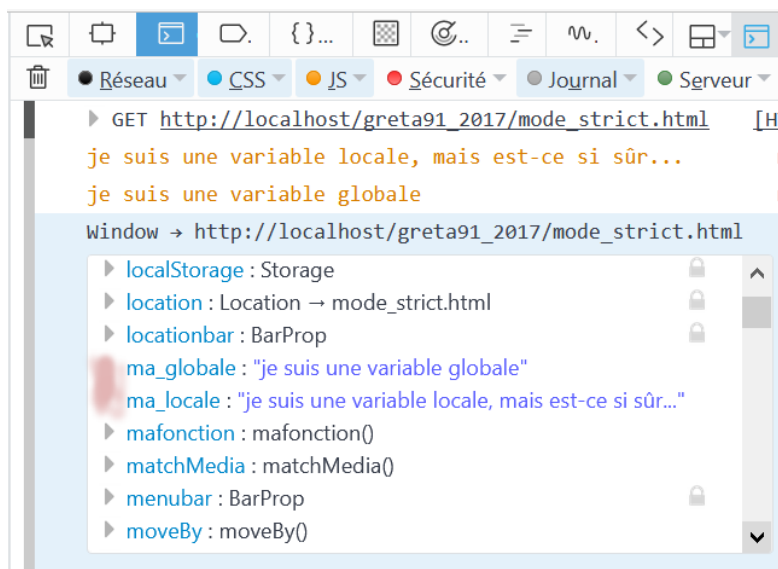 { }...
Réseau CSS JS Sécurité Journal Serveur
GET http://localhost/greta91_2017/mode_strict.html [H
je suis une variable locale, mais est-ce si sûr...
je suis une variable globale
Window → http://localhost/greta91_2017/mode_strict.html
localStorage : Storage
location : Location → mode_strict.html
locationbar : BarProp
ma_globale : "je suis une variable globale"
ma_locale : "je suis une variable locale, mais est-ce si sûr..."
mafonction : mafonction()
matchMedia : matchMedia()
menubar : BarProp
moveBy : moveBy()